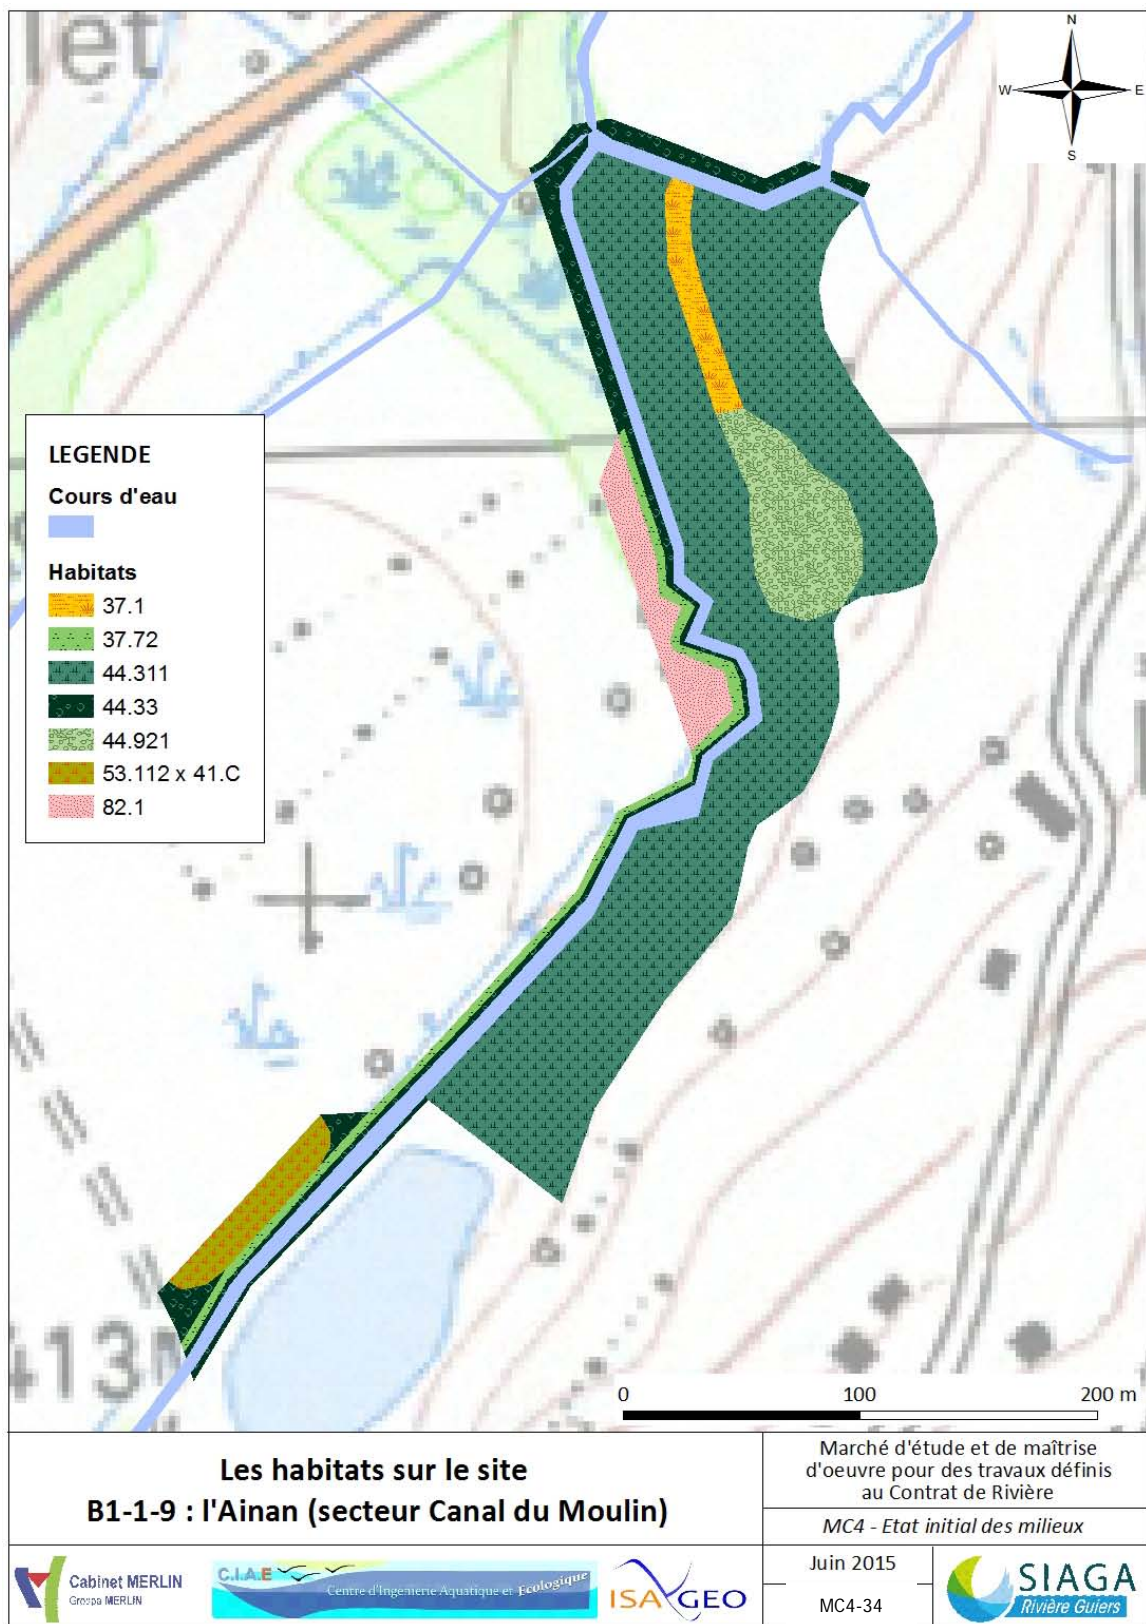 let
N
W
E
S
LEGENDE
Cours d'eau
Habitats
37.1
37.72
44.311
44.33
44.921
53.112 x 41.C
82.1
413
0 100 200 m
Les habitats sur le site
B1-1-9 : l'Ainan (secteur Canal du Moulin)
Marché d'étude et de maîtrise
d'oeuvre pour des travaux définis
au Contrat de Rivière
MC4 - Etat initial des milieux
Cabinet MERLIN
Groupe MERLIN
C.I.A.E
Centre d'Ingenierie Aquatique et Ecologique
ISA GEO
Juin 2015
MC4-34
SIAGA
Rivière Guiers